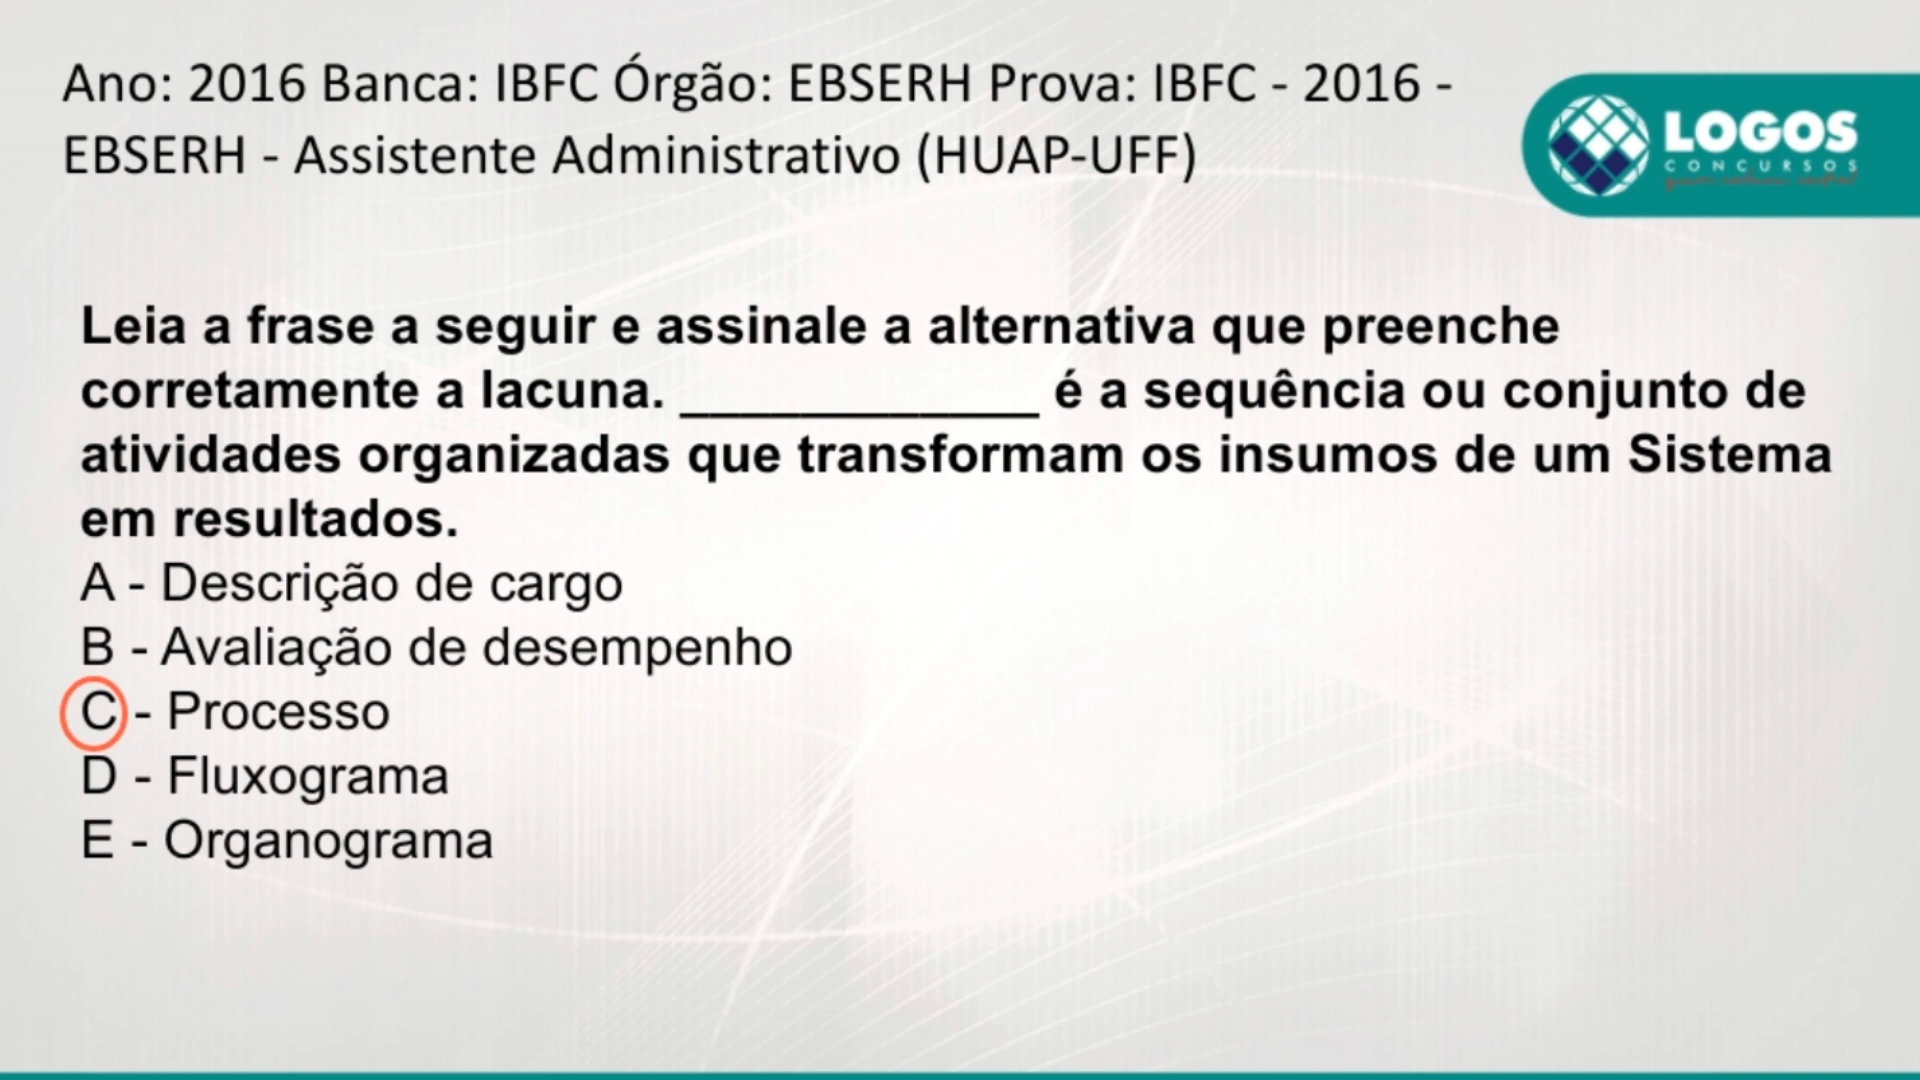 Ano: 2016 Banca: IBFC Órgão: EBSERH Prova: IBFC - 2016 -
EBSERH - Assistente Administrativo (HUAP-UFF)
LOGOS
CONCURSOS
Leia a frase a seguir e assinale a alternativa que preenche
corretamente a lacuna. ______________ é a sequência ou conjunto de
atividades organizadas que transformam os insumos de um Sistema
em resultados.
A - Descrição de cargo
B - Avaliação de desempenho
C - Processo
D - Fluxograma
E - Organograma